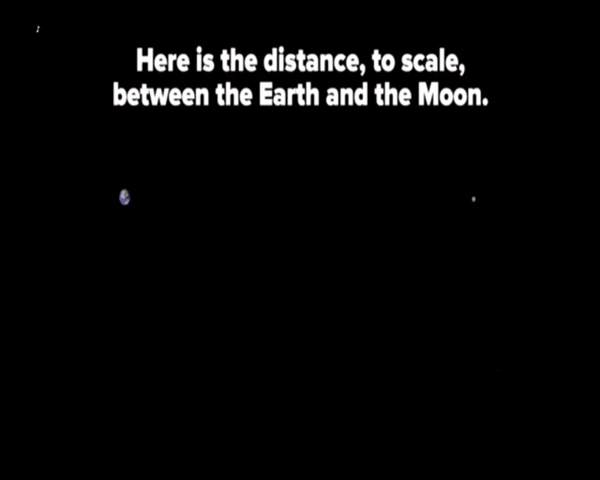 ♪
Here is the distance, to scale,
between the Earth and the Moon.